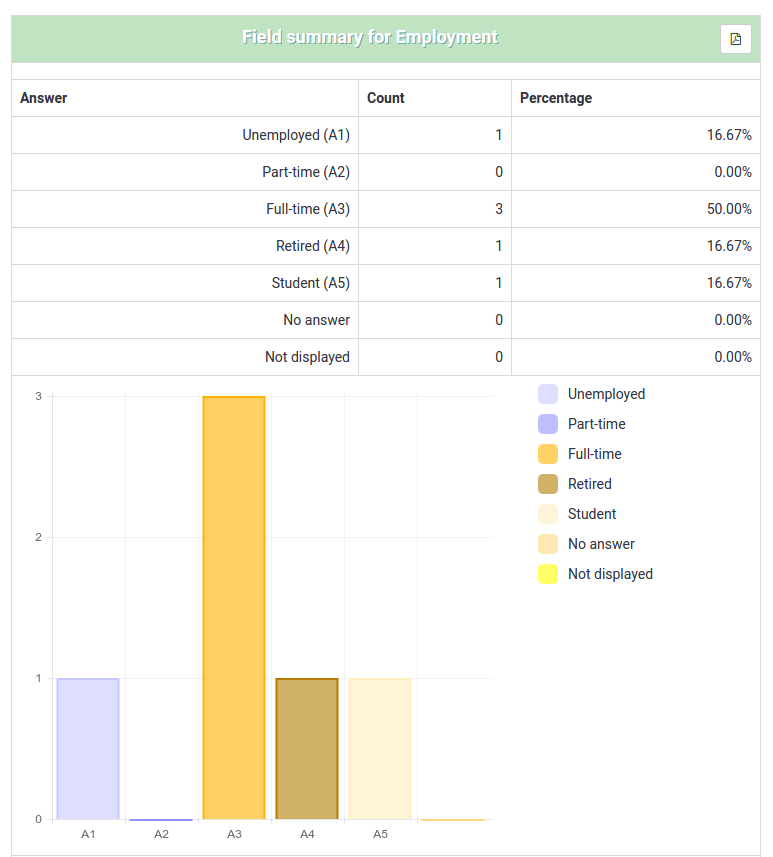 Field summary for Employment
Answer Count Percentage
Unemployed (A1) 1 16.67%
Part-time (A2) 0 0.00%
Full-time (A3) 3 50.00%
Retired (A4) 1 16.67%
Student (A5) 1 16.67%
No answer 0 0.00%
Not displayed 0 0.00%
3
2
1
0
A1 A2 A3 A4 A5
Unemployed
Part-time
Full-time
Retired
Student
No answer
Not displayed